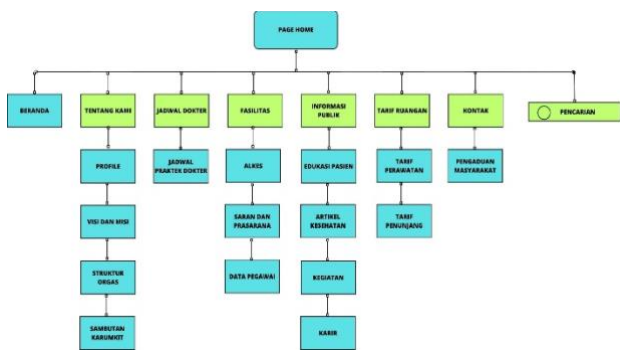 PAGE HOME
BERANDA
TENTANG KAMI
JADWAL DOKTER
FASILITAS
INFORMASI
PUBLIK
TARIF RUANGAN
KONTAK
PENCARIAN
PROFILE
JADWAL
PRAKTEK DOKTER
ALKES
EDUKASI PASIEN
TARIF
PERAWATAN
PENGADUAN
MASYARAKAT
VISI DAN MISI
SARAN DAN
PRASARANA
ARTIKEL
KESEHATAN
TARIF
PENUNJANG
STRUKTUR
ORGAS
DATA PEGAWAI
KEGIATAN
SAMBUTAN
KARUMKIT
KARIR